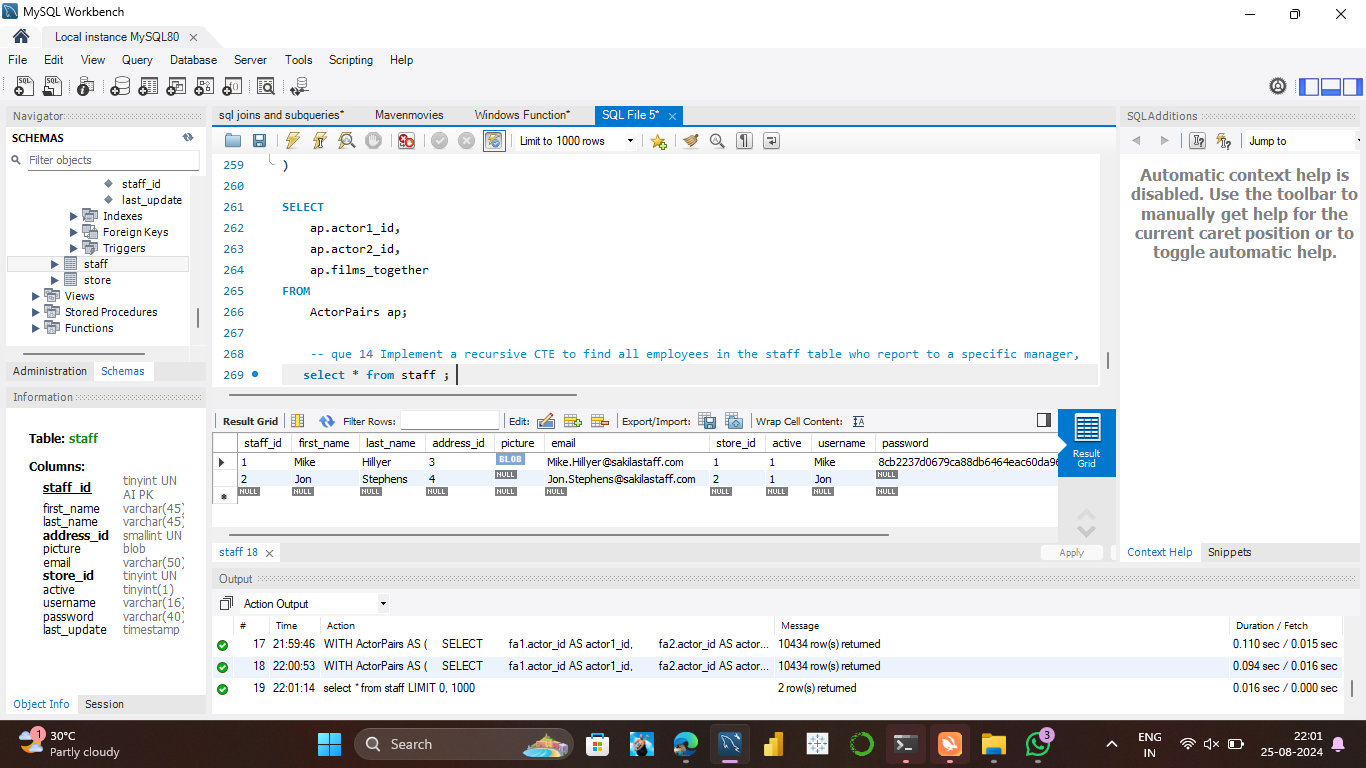 MySQL Workbench
Local instance MySQL80
File Edit View Query Database Server Tools Scripting Help
Navigator
SCHEMAS
Filter objects
staff_id
last_update
Indexes
Foreign Keys
Triggers
staff
store
Views
Stored Procedures
Functions
Administration Schemas
Information
Table: staff
Columns:
staff_id tinyint UN
AI PK
first_name varchar(45)
last_name varchar(45)
address_id smallint UN
picture blob
email varchar(50)
store_id tinyint UN
active tinyint(1)
username varchar(16)
password varchar(40)
last_update timestamp
Object Info Session
sql joins and subqueries* Mavenmovies Windows Function* SQL File 5*
Limit to 1000 rows
259 )
260
261 SELECT
262 ap.actor1_id,
263 ap.actor2_id,
264 ap.films_together
265 FROM
266 ActorPairs ap;
267
268 -- que 14 Implement a recursive CTE to find all employees in the staff table who report to a specific manager,
269 select * from staff ;
Result Grid Filter Rows: Edit: Export/Import: Wrap Cell Content:
staff_id first_name last_name address_id picture email store_id active username password
1 Mike Hillyer 3 BLOB Mike.Hillyer@sakilastaff.com 1 1 Mike 8cb2237d0679ca88db6464eac60da96
2 Jon Stephens 4 NULL Jon.Stephens@sakilastaff.com 2 1 Jon NULL
NULL NULL NULL NULL NULL NULL NULL NULL NULL NULL
Result
Grid
staff 18
Apply
Output
Action Output
# Time Action Message Duration / Fetch
17 21:59:46 WITH ActorPairs AS ( SELECT fa1.actor_id AS actor1_id, fa2.actor_id AS actor... 10434 row(s) returned 0.110 sec / 0.015 sec
18 22:00:53 WITH ActorPairs AS ( SELECT fa1.actor_id AS actor1_id, fa2.actor_id AS actor... 10434 row(s) returned 0.094 sec / 0.016 sec
19 22:01:14 select * from staff LIMIT 0, 1000 2 row(s) returned 0.016 sec / 0.000 sec
SQLAdditions
Jump to
Automatic context help is
disabled. Use the toolbar to
manually get help for the
current caret position or to
toggle automatic help.
Context Help Snippets
1
30°C
Partly cloudy
Search
3
ENG
IN
22:01
25-08-2024